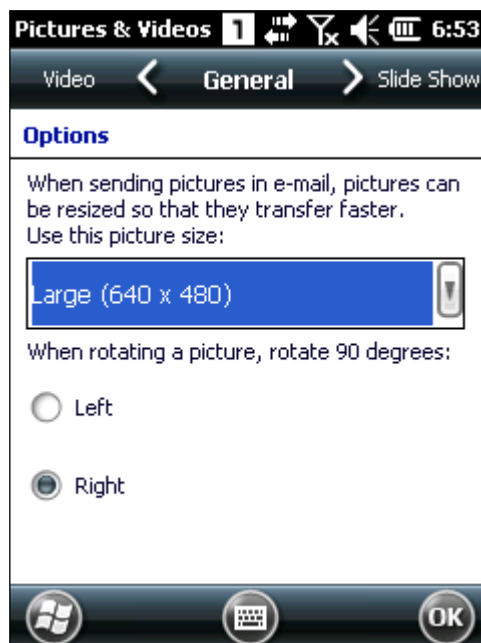 Pictures & Videos 1 6:53
Video General Slide Show
Options
When sending pictures in e-mail, pictures can
be resized so that they transfer faster.
Use this picture size:
Large (640 x 480)
When rotating a picture, rotate 90 degrees:
Left
Right
OK